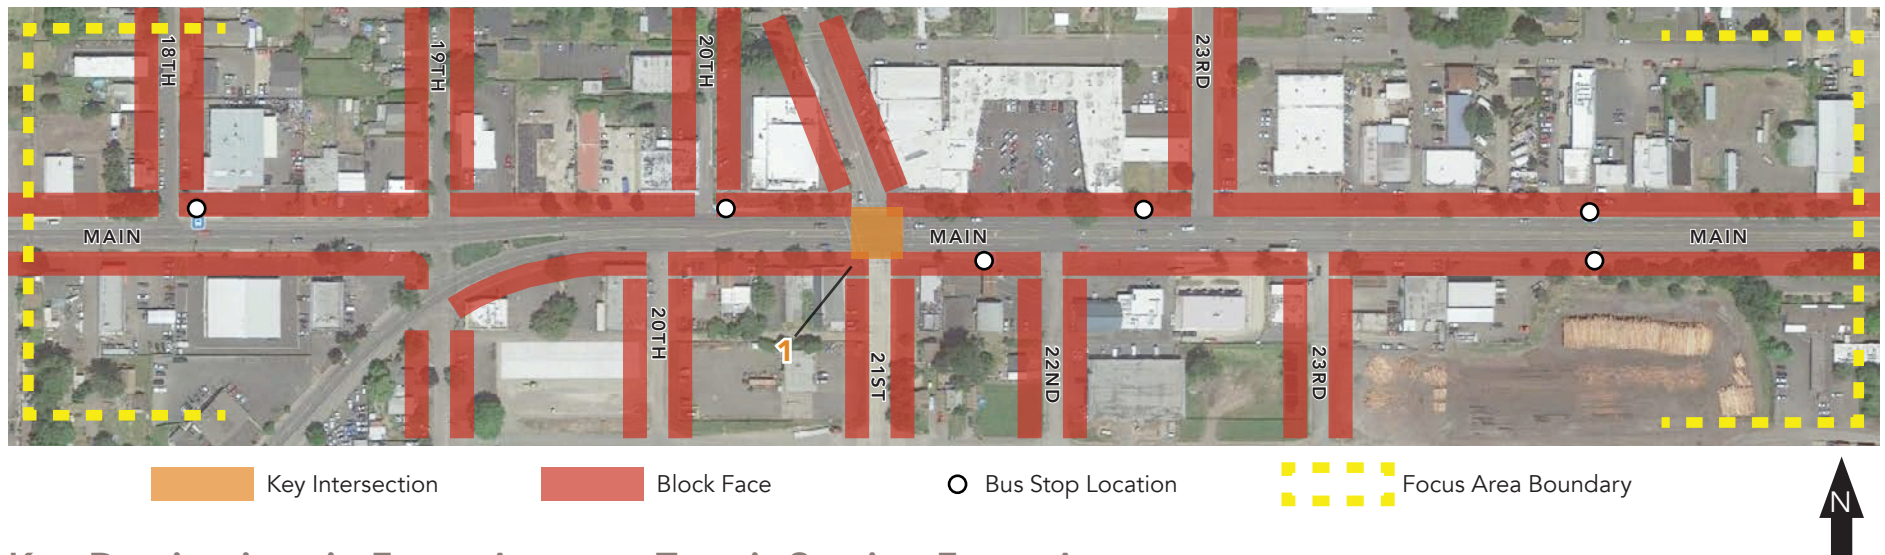 18TH
19TH
20TH
23RD
MAIN
MAIN
MAIN
20TH
1
21ST
22ND
23RD
Key Intersection
Block Face
Bus Stop Location
Focus Area Boundary
N